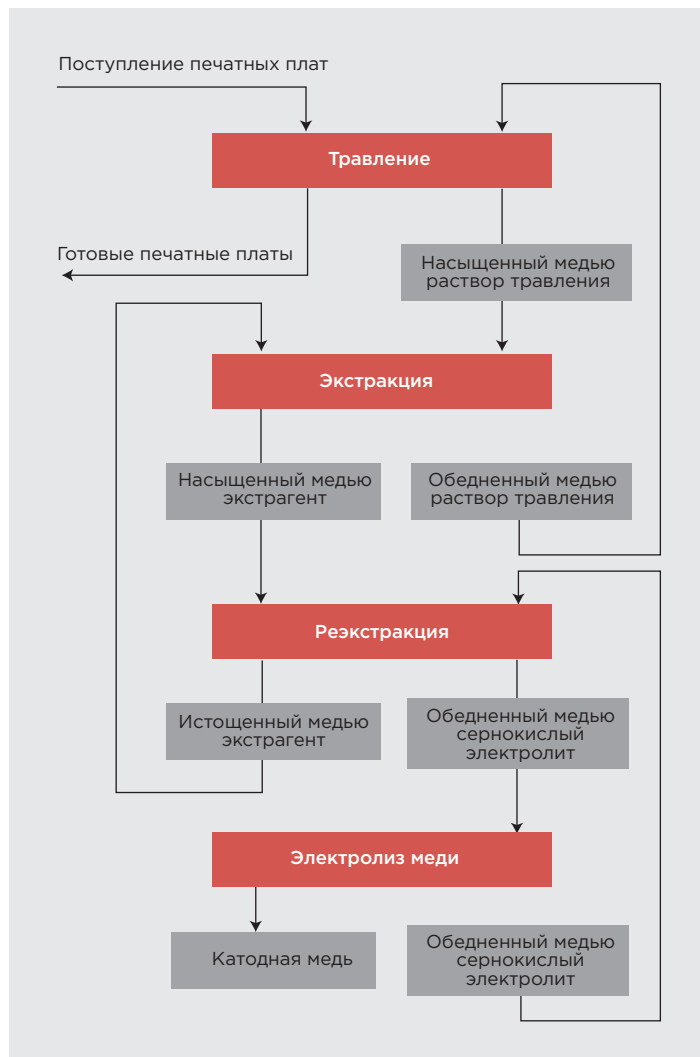 Поступление печатных плат
Травление
Готовые печатные платы
Насыщенный медью
раствор травления
Экстракция
Насыщенный медью
экстрагент
Обедненный медью
раствор травления
Реэкстракция
Истощенный медью
экстрагент
Обедненный медью
сернокислый
электролит
Электролиз меди
Катодная медь
Обедненный медью
сернокислый
электролит